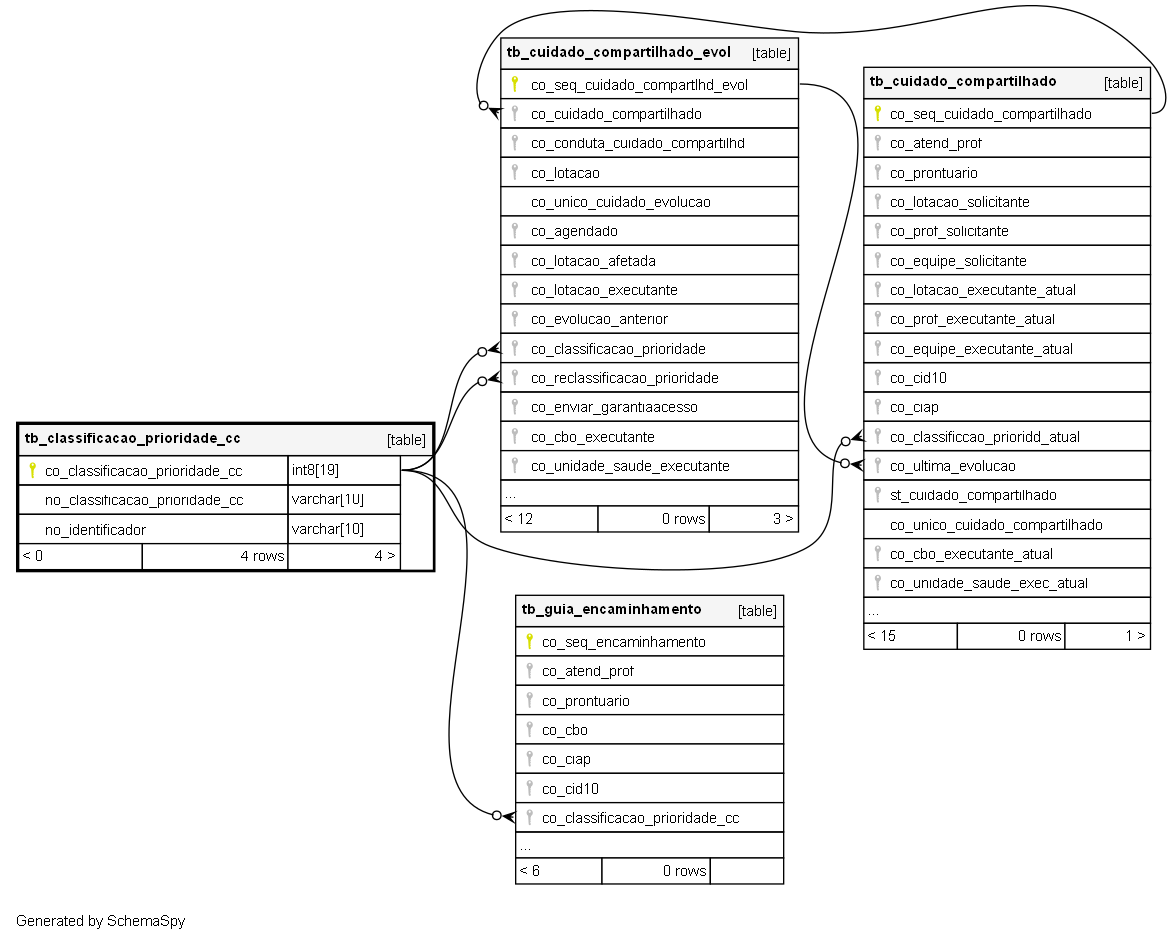 tb_cuidado_compartilhado_evol [table]
co_seq_cuidado_compartlhd_evol
co_cuidado_compartilhado
co_conduta_cuidado_compartilhd
co_lotacao
co_unico_cuidado_evolucao
co_agendado
co_lotacao_afetada
co_lotacao_executante
co_evolucao_anterior
co_classificacao_prioridade
co_reclassificacao_prioridade
co_enviar_garantiaacesso
co_cbo_executante
co_unidade_saude_executante
...
< 12 0 rows 3 >
tb_cuidado_compartilhado [table]
co_seq_cuidado_compartilhado
co_atend_prof
co_prontuario
co_lotacao_solicitante
co_prof_solicitante
co_equipe_solicitante
co_lotacao_executante_atual
co_prof_executante_atual
co_equipe_executante_atual
co_cid10
co_ciap
co_classificcao_prioridd_atual
co_ultima_evolucao
st_cuidado_compartilhado
co_unico_cuidado_compartilhado
co_cbo_executante_atual
co_unidade_saude_exec_atual
...
< 15 0 rows 1 >
tb_classificacao_prioridade_cc [table]
co_classificacao_prioridade_cc int8[19]
no_classificacao_prioridade_cc varchar[10]
no_identificador varchar[10]
< 0 4 rows 4 >
tb_guia_encaminhamento [table]
co_seq_encaminhamento
co_atend_prof
co_prontuario
co_cbo
co_ciap
co_cid10
co_classificacao_prioridade_cc
...
< 6 0 rows
Generated by SchemaSpy